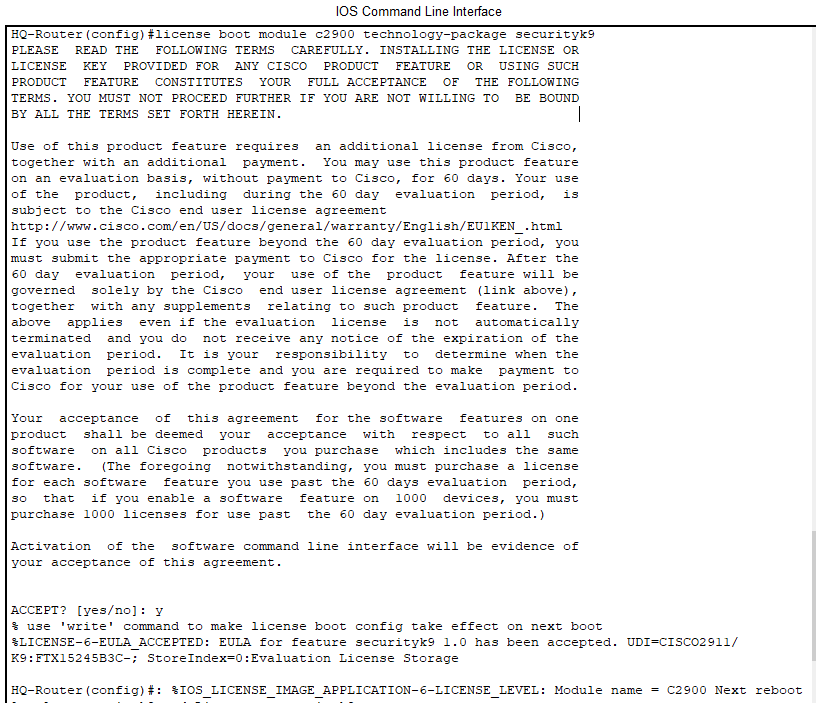 IOS Command Line Interface
HQ-Router(config)#license boot module c2900 technology-package securityk9
PLEASE READ THE FOLLOWING TERMS CAREFULLY. INSTALLING THE LICENSE OR
LICENSE KEY PROVIDED FOR ANY CISCO PRODUCT FEATURE OR USING SUCH
PRODUCT FEATURE CONSTITUTES YOUR FULL ACCEPTANCE OF THE FOLLOWING
TERMS. YOU MUST NOT PROCEED FURTHER IF YOU ARE NOT WILLING TO BE BOUND
BY ALL THE TERMS SET FORTH HEREIN.
Use of this product feature requires an additional license from Cisco,
together with an additional payment. You may use this product feature
on an evaluation basis, without payment to Cisco, for 60 days. Your use
of the product, including during the 60 day evaluation period, is
subject to the Cisco end user license agreement
http://www.cisco.com/en/US/docs/general/warranty/English/EU1KEN_.html
If you use the product feature beyond the 60 day evaluation period, you
must submit the appropriate payment to Cisco for the license. After the
60 day evaluation period, your use of the product feature will be
governed solely by the Cisco end user license agreement (link above),
together with any supplements relating to such product feature. The
above applies even if the evaluation license is not automatically
terminated and you do not receive any notice of the expiration of the
evaluation period. It is your responsibility to determine when the
evaluation period is complete and you are required to make payment to
Cisco for your use of the product feature beyond the evaluation period.
Your acceptance of this agreement for the software features on one
product shall be deemed your acceptance with respect to all such
software on all Cisco products you purchase which includes the same
software. (The foregoing notwithstanding, you must purchase a license
for each software feature you use past the 60 days evaluation period,
so that if you enable a software feature on 1000 devices, you must
purchase 1000 licenses for use past the 60 day evaluation period.)
Activation of the software command line interface will be evidence of
your acceptance of this agreement.
ACCEPT? [yes/no]: y
% use 'write' command to make license boot config take effect on next boot
%LICENSE-6-EULA_ACCEPTED: EULA for feature securityk9 1.0 has been accepted. UDI=CISCO2911/
K9:FTX15245B3C-; StoreIndex=0:Evaluation License Storage
HQ-Router(config)#: %IOS_LICENSE_IMAGE_APPLICATION-6-LICENSE_LEVEL: Module name = C2900 Next reboot